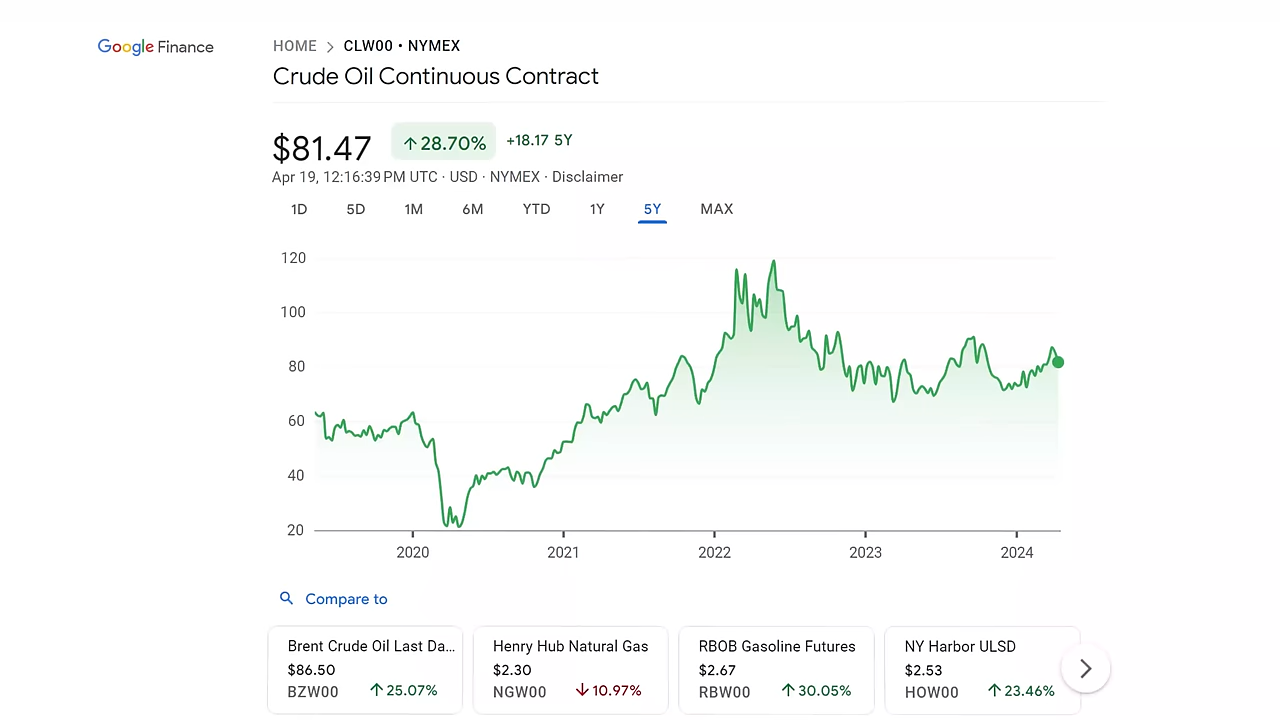 Google Finance
HOME > CLW00 • NYMEX
Crude Oil Continuous Contract
$81.47 ↑28.70% +18.17 5Y
Apr 19, 12:16:39 PM UTC · USD · NYMEX · Disclaimer
1D 5D 1M 6M YTD 1Y 5Y MAX
120
100
80
60
40
20
2020 2021 2022 2023 2024
Compare to
Brent Crude Oil Last Da...
$86.50
BZW00 ↑25.07%
Henry Hub Natural Gas
$2.30
NGW00 ↓10.97%
RBOB Gasoline Futures
$2.67
RBW00 ↑30.05%
NY Harbor ULSD
$2.53
HOW00 ↑23.46%